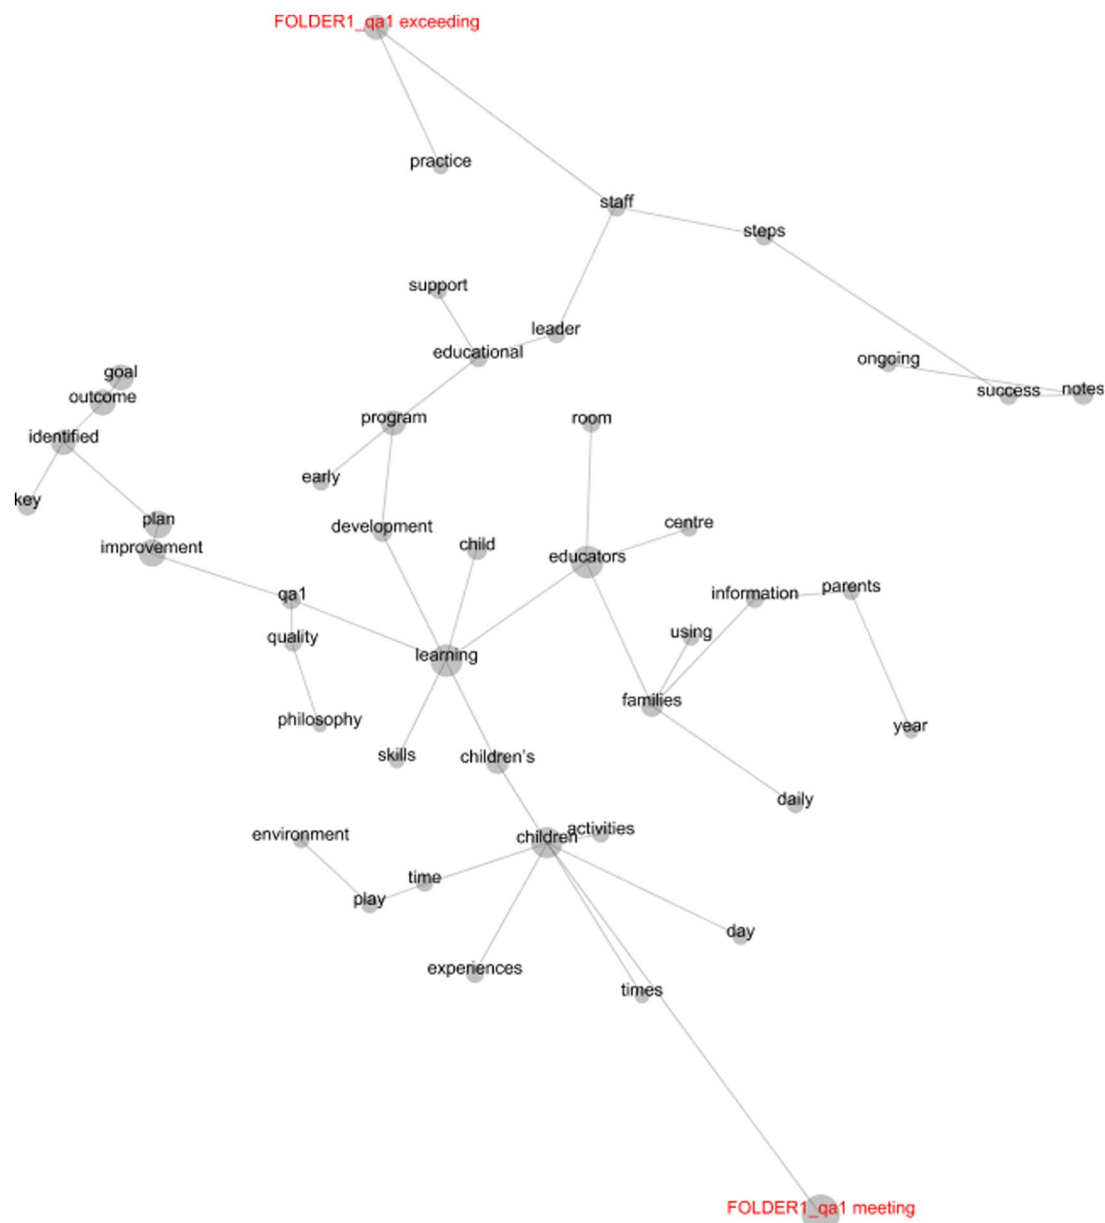 FOLDER1_qa1 exceeding
practice
staff
steps
support
leader
educational
ongoing
goal
outcome
success
notes
program
room
identified
early
key
plan
development
centre
improvement
child
educators
information
parents
qa1
using
quality
learning
families
philosophy
year
skills
children's
daily
environment
children
activities
time
play
day
experiences
times
FOLDER1_qa1 meeting